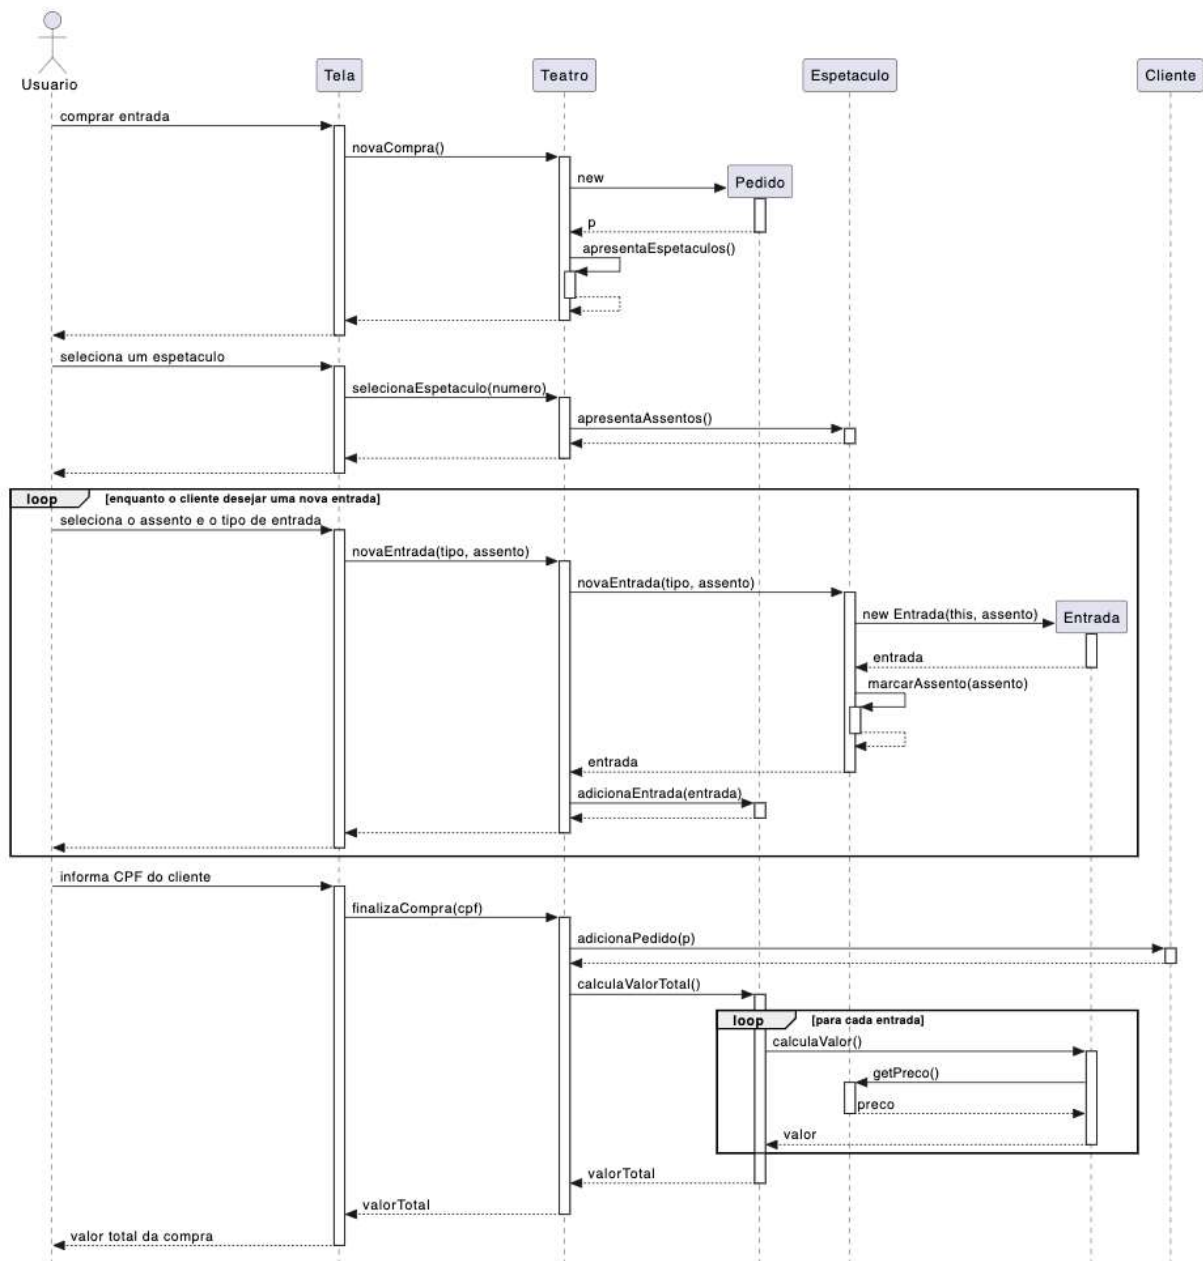 Usuario
Tela
Teatro
Espetaculo
Cliente
comprar entrada
novaCompra()
new
Pedido
p
apresentaEspetaculos()
seleciona um espetaculo
selecionaEspetaculo(numero)
apresentaAssentos()
loop [enquanto o cliente desejar uma nova entrada]
seleciona o assento e o tipo de entrada
novaEntrada(tipo, assento)
novaEntrada(tipo, assento)
new Entrada(this, assento)
Entrada
entrada
marcarAssento(assento)
entrada
adicionaEntrada(entrada)
informa CPF do cliente
finalizaCompra(cpf)
adicionaPedido(p)
calculaValorTotal()
loop [para cada entrada]
calculaValor()
getPreco()
preco
valor
valorTotal
valorTotal
valor total da compra